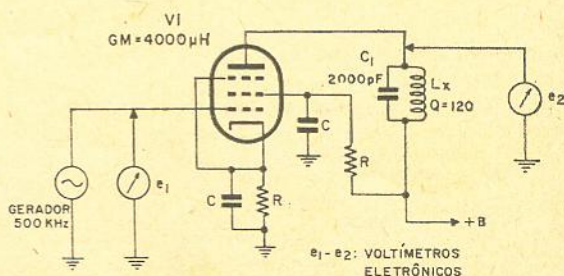 V1
GM=4000µH
C1
2000pF
Lx
Q=120
e2
C
R
e1
C
R
GERADOR
500 KHz
+B
e1-e2: VOLTÍMETROS
ELETRÔNICOS